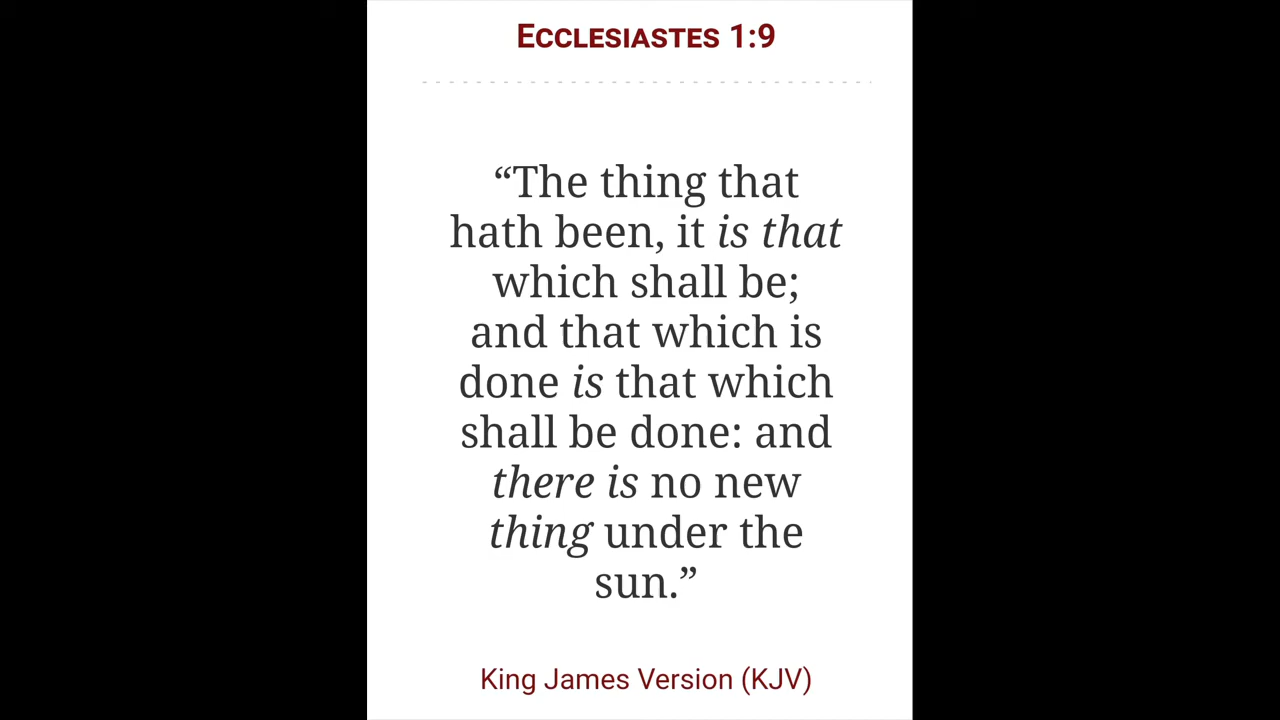 Ecclesiastes 1:9
“The thing that
hath been, it is that
which shall be;
and that which is
done is that which
shall be done: and
there is no new
thing under the
sun.”
King James Version (KJV)